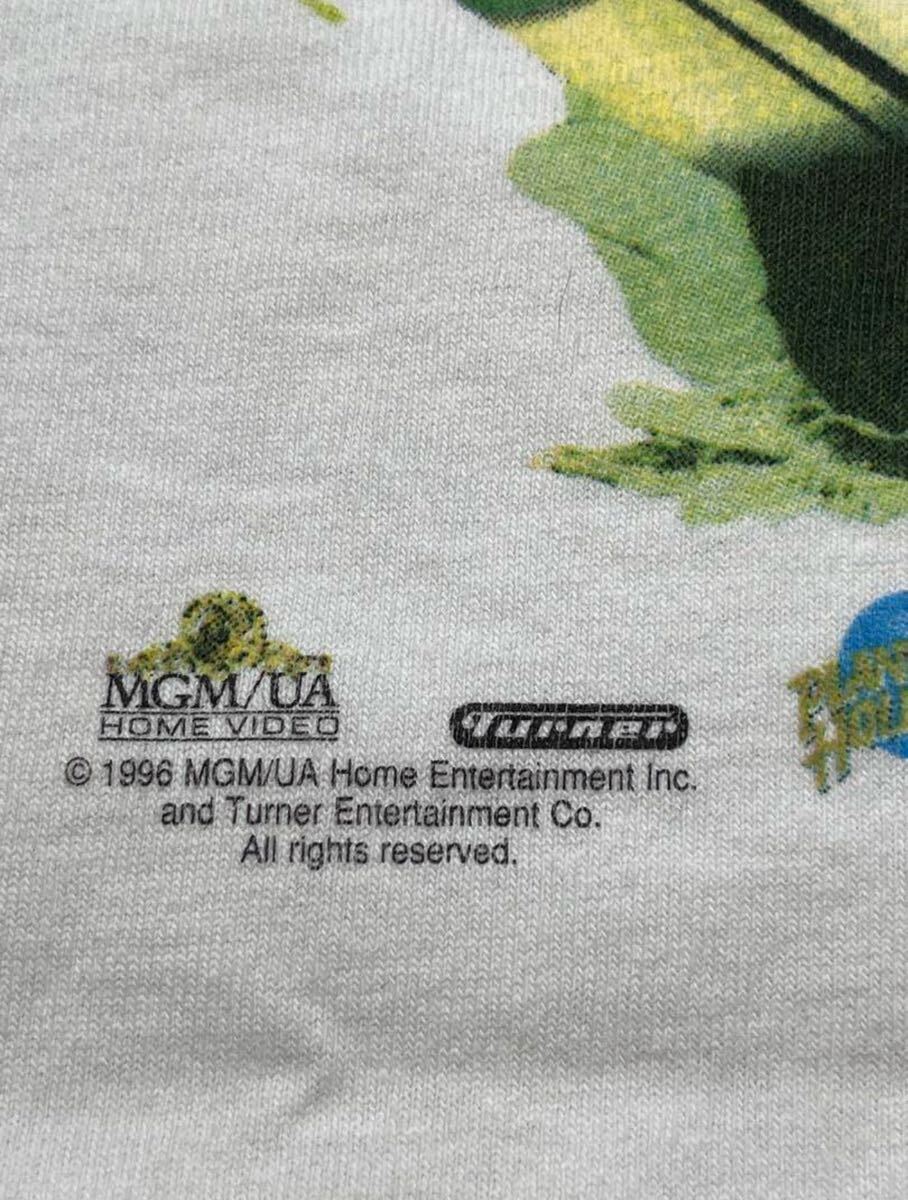 MGM/UA
HOME VIDEO
Turner
© 1996 MGM/UA Home Entertainment Inc.
and Turner Entertainment Co.
All rights reserved.